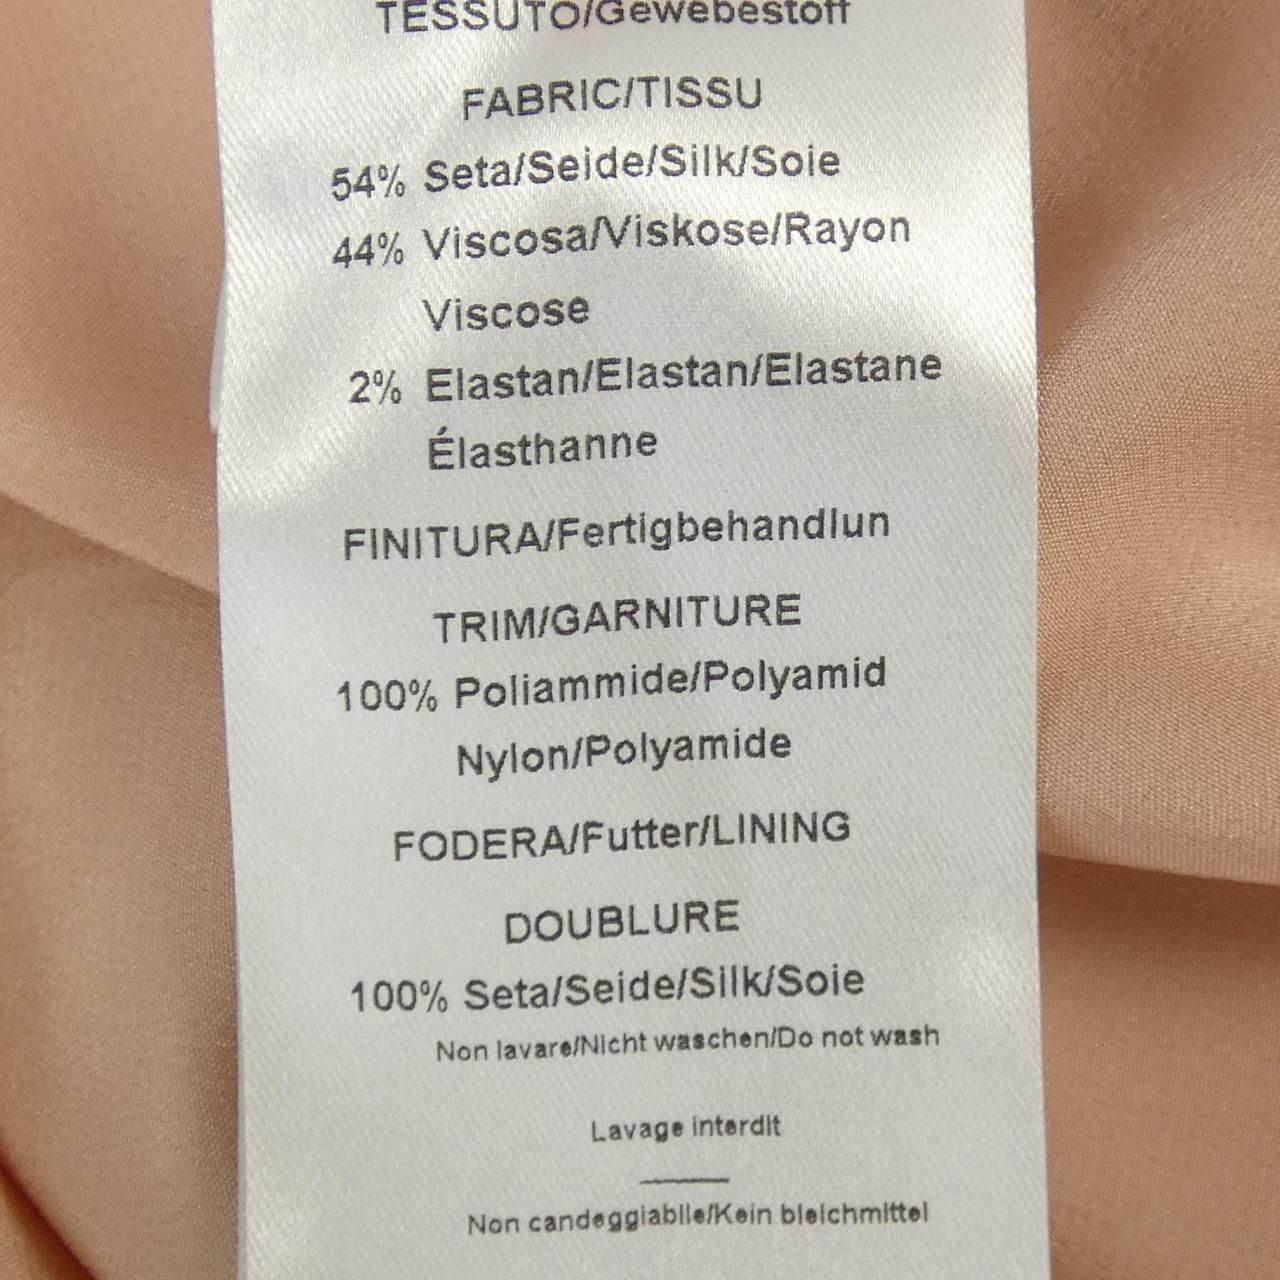 TESSUTO/Gewebestoff
FABRIC/TISSU
54% Seta/Seide/Silk/Soie
44% Viscosa/Viskose/Rayon
Viscose
2% Elastan/Elastan/Elastane
Élasthanne
FINITURA/Fertigbehandlun
TRIM/GARNITURE
100% Poliammide/Polyamid
Nylon/Polyamide
FODERA/Futter/LINING
DOUBLURE
100% Seta/Seide/Silk/Soie
Non lavare/Nicht waschen/Do not wash
Lavage interdit
Non candeggiabile/Kein bleichmittel